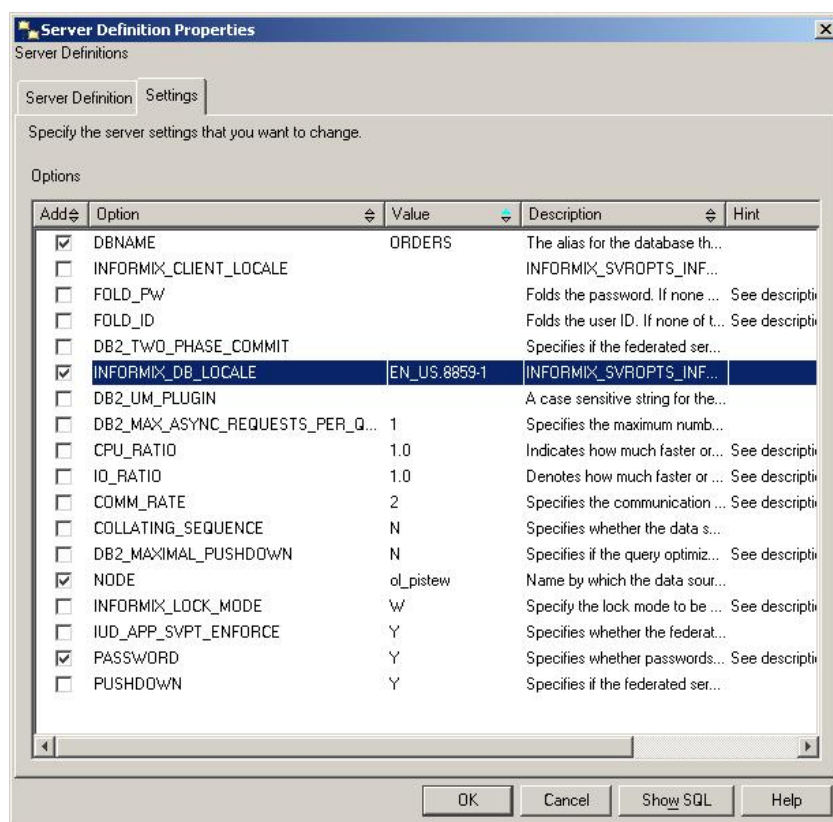 Server Definition Properties
Server Definitions
Server Definition Settings
Specify the server settings that you want to change.
Options
Add Option Value Description Hint
DBNAME ORDERS The alias for the database th...
INFORMIX_CLIENT_LOCALE INFORMIX_SVROPTS_INF...
FOLD_PW Folds the password. If none ... See descripti
FOLD_ID Folds the user ID. If none of t... See descripti
DB2_TWO_PHASE_COMMIT Specifies if the federated ser...
INFORMIX_DB_LOCALE EN_US.8859-1 INFORMIX_SVROPTS_INF...
DB2_UM_PLUGIN A case sensitive string for the...
DB2_MAX_ASYNC_REQUESTS_PER_Q... 1 Specifies the maximum numb...
CPU_RATIO 1.0 Indicates how much faster or... See descripti
IO_RATIO 1.0 Denotes how much faster or ... See descripti
COMM_RATE 2 Specifies the communication ... See descripti
COLLATING_SEQUENCE N Specifies whether the data s...
DB2_MAXIMAL_PUSHDOWN N Specifies if the query optimiz... See descripti
NODE ol_pistew Name by which the data sour...
INFORMIX_LOCK_MODE W Specify the lock mode to be ... See descripti
IUD_APP_SVPT_ENFORCE Y Specifies whether the federat...
PASSWORD Y Specifies whether passwords... See descripti
PUSHDOWN Y Specifies if the federated ser...
OK Cancel Show SQL Help